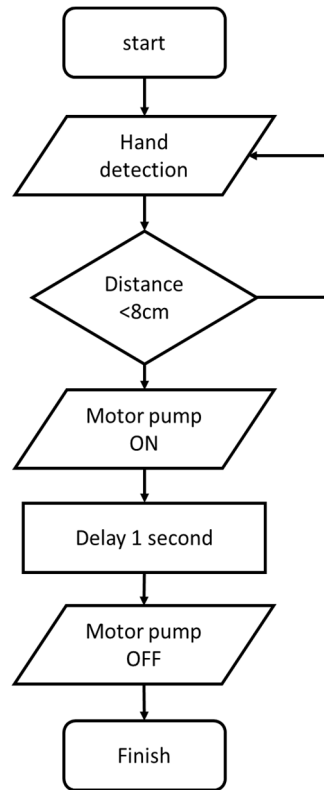 start
Hand
detection
Distance
<8cm
Motor pump
ON
Delay 1 second
Motor pump
OFF
Finish